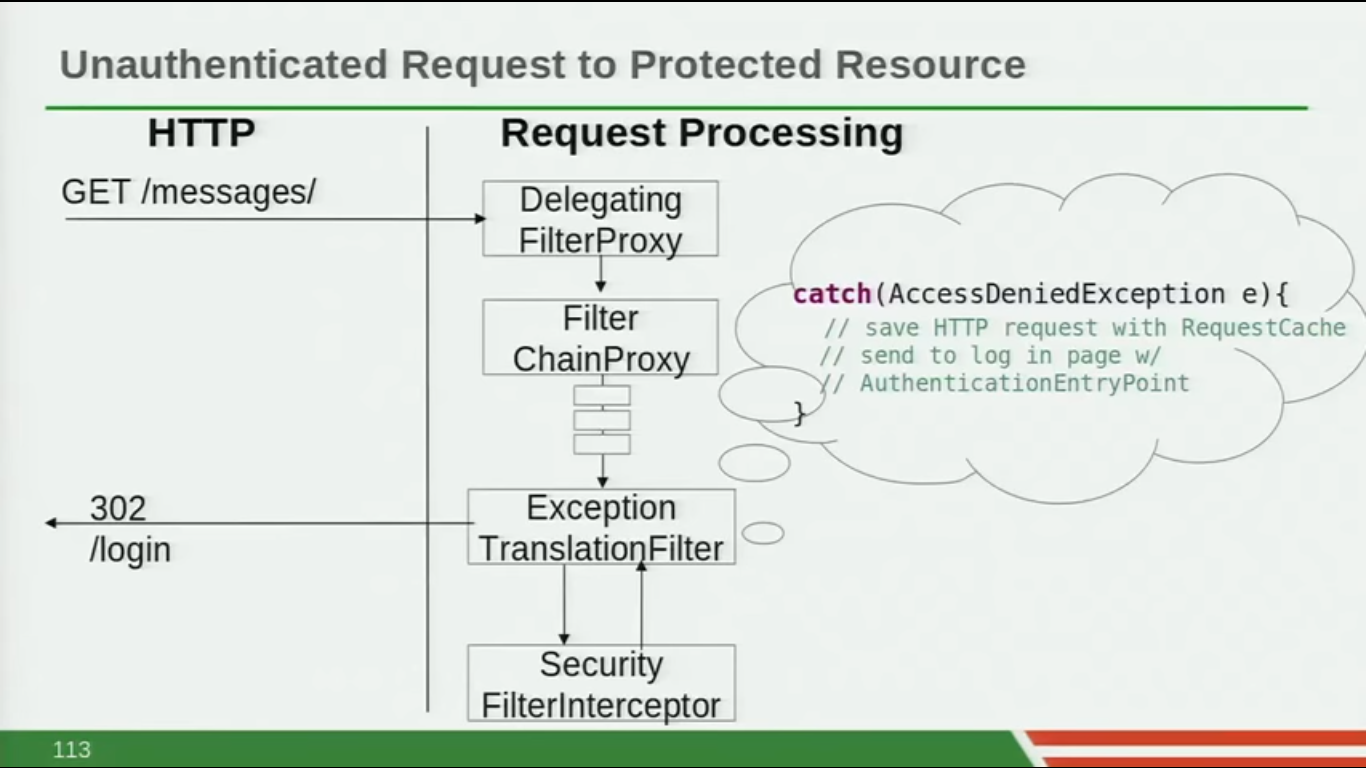 Unauthenticated Request to Protected Resource
HTTP
Request Processing
GET /messages/
Delegating
FilterProxy
Filter
ChainProxy
catch(AccessDeniedException e){
// save HTTP request with RequestCache
// send to log in page w/
// AuthenticationEntryPoint
}
302
/login
Exception
TranslationFilter
Security
FilterInterceptor
113